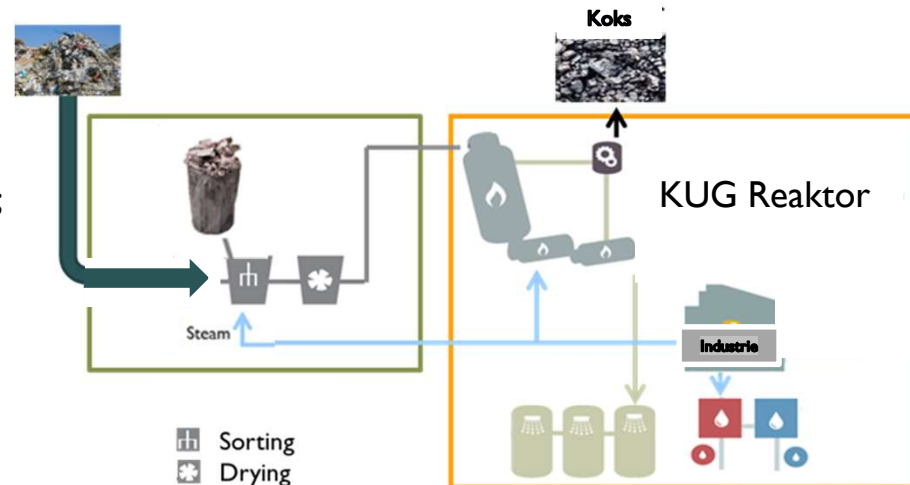 Koks
KUG Reaktor
Steam
Industrie
Sorting
Drying